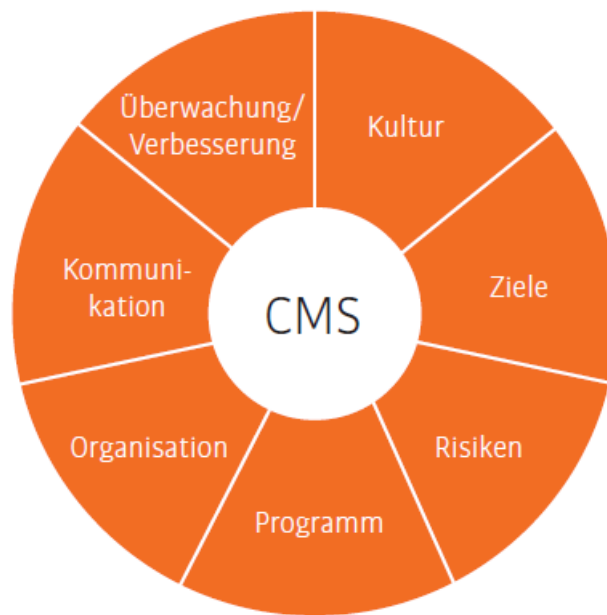 Überwachung/
Verbesserung
Kultur
Kommuni-
kation
Ziele
CMS
Organisation
Risiken
Programm